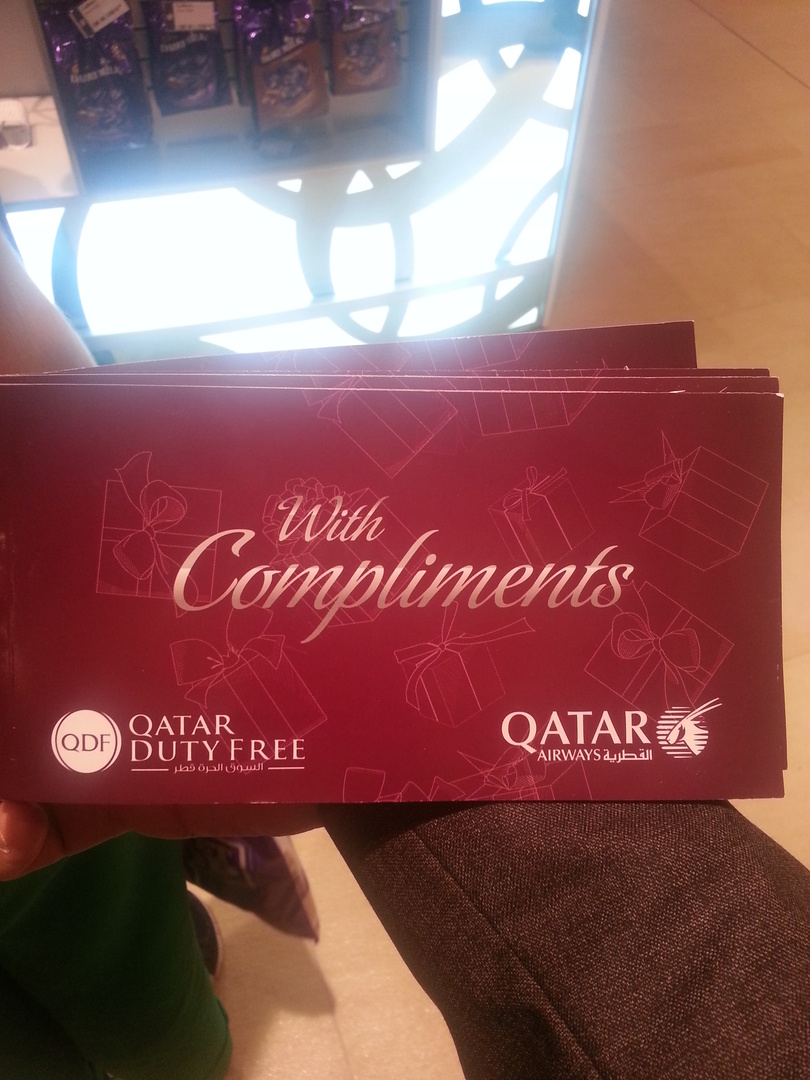 With
Compliments
QDF
QATAR
DUTY FREE
السوق الحرة قطر
QATAR
AIRWAYS القطرية